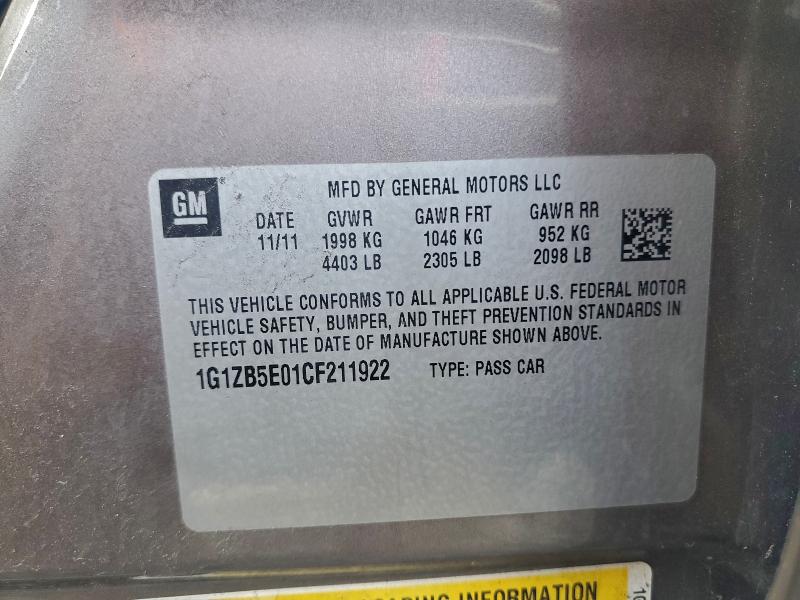 GM
MFD BY GENERAL MOTORS LLC
DATE GVWR GAWR FRT GAWR RR
11/11 1998 KG 1046 KG 952 KG
4403 LB 2305 LB 2098 LB
THIS VEHICLE CONFORMS TO ALL APPLICABLE U.S. FEDERAL MOTOR
VEHICLE SAFETY, BUMPER, AND THEFT PREVENTION STANDARDS IN
EFFECT ON THE DATE OF MANUFACTURE SHOWN ABOVE.
1G1ZB5E01CF211922 TYPE: PASS CAR
INFORMATION